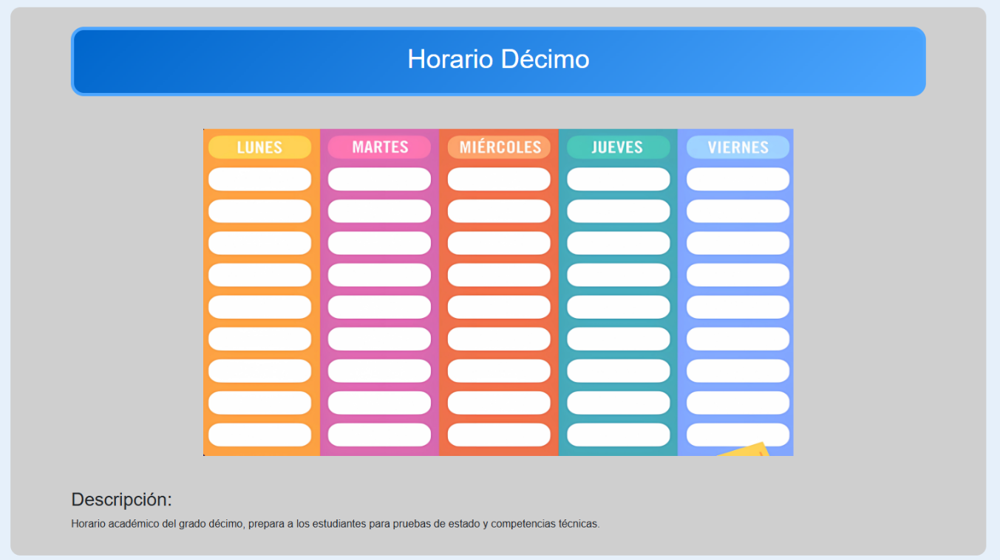 Horario Décimo
LUNES MARTES MIÉRCOLES JUEVES VIERNES
Descripción:
Horario académico del grado décimo, prepara a los estudiantes para pruebas de estado y competencias técnicas.